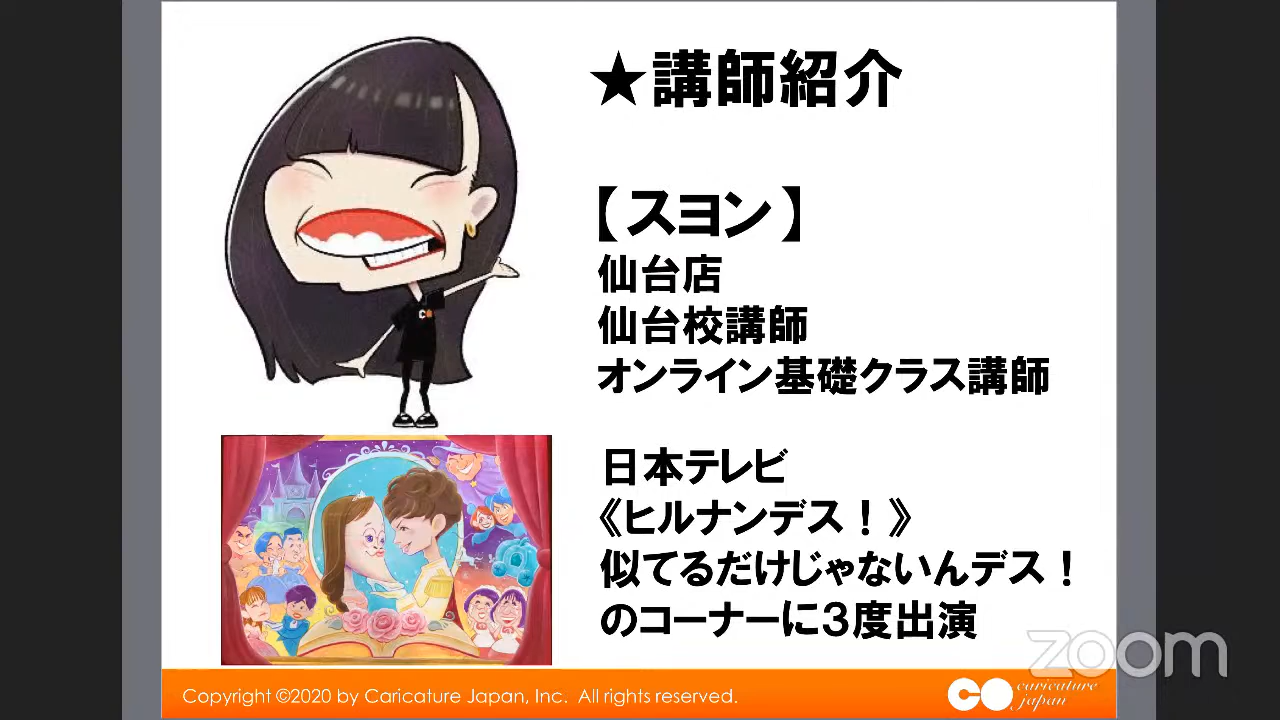 ★講師紹介
【スヨン】
仙台店
仙台校講師
オンライン基礎クラス講師
日本テレビ
《ヒルナンデス！》
似てるだけじゃないんデス！
のコーナーに３度出演
zoom
Copyright ©2020 by Caricature Japan, Inc. All rights reserved.
CO caricature
japan